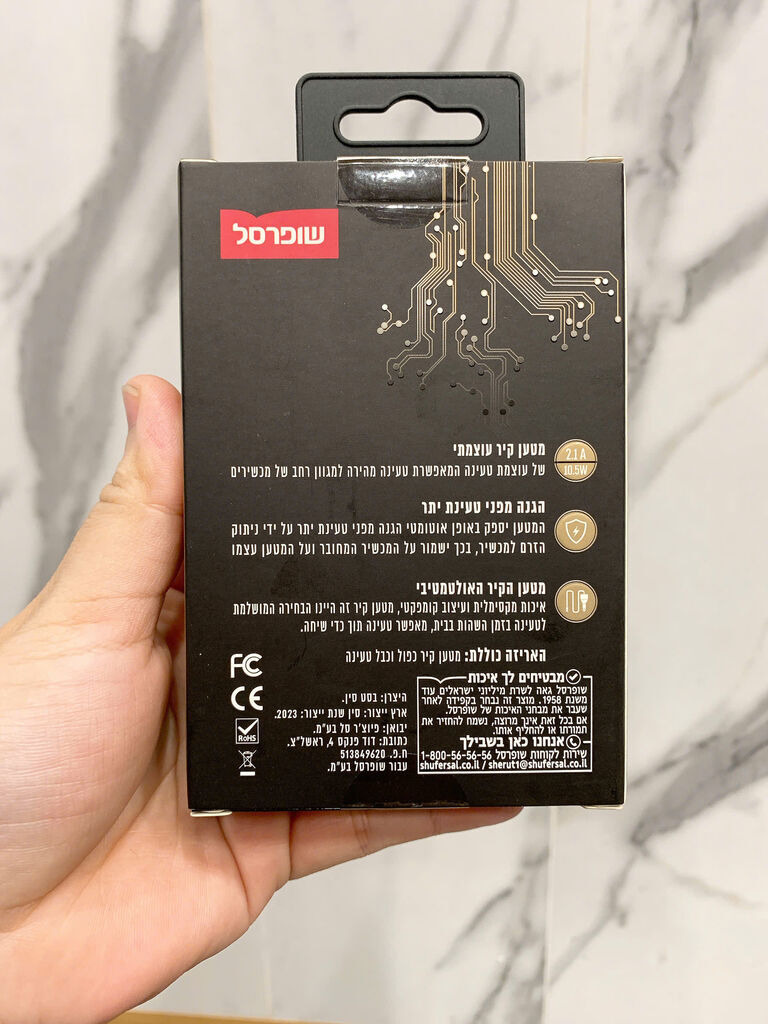 שופרסל
2.1 A
10.5W
מטען קיר עוצמתי
של עוצמת טעינה המאפשרת טעינה מהירה למגוון רחב של מכשירים
הגנה מפני טעינת יתר
המטען יספק באופן אוטומטי הגנה מפני טעינת יתר על ידי ניתוק
הזרם למכשיר, בכך ישמור על המכשיר המחובר ועל המטען עצמו
מטען הקיר האולטמטיבי
איכות מקסימלית ועיצוב קומפקטי, מטען קיר זה היינו הבחירה המושלמת
לטעינה בזמן השהות בבית, מאפשר טעינה תוך כדי שיחה.
האריזה כוללת: מטען קיר כפול וכבל טעינה
מבטיחים לך איכות
שופרסל גאה לשרת מיליוני ישראלים עוד
משנת 1958. מוצר זה נבחר בקפידה לאחר
שעבר את מבחני האיכות של שופרסל.
אם בכל זאת אינך מרוצה, נשמח להחזיר את
תמורתו או להחליף אותו.
אנחנו כאן בשבילך
שירות לקוחות שופרסל 1-800-56-56-56
shufersal.co.il / sherut1@shufersal.co.il
היצרן: בסט סין.
ארץ ייצור: סין שנת ייצור: 2023.
יבואן: פיוצ'ר סל בע"מ.
כתובת: דוד פנקס 4, ראשל"צ.
ח.פ. 513849620
עבור שופרסל בע"מ.
FC
CE
RoHS